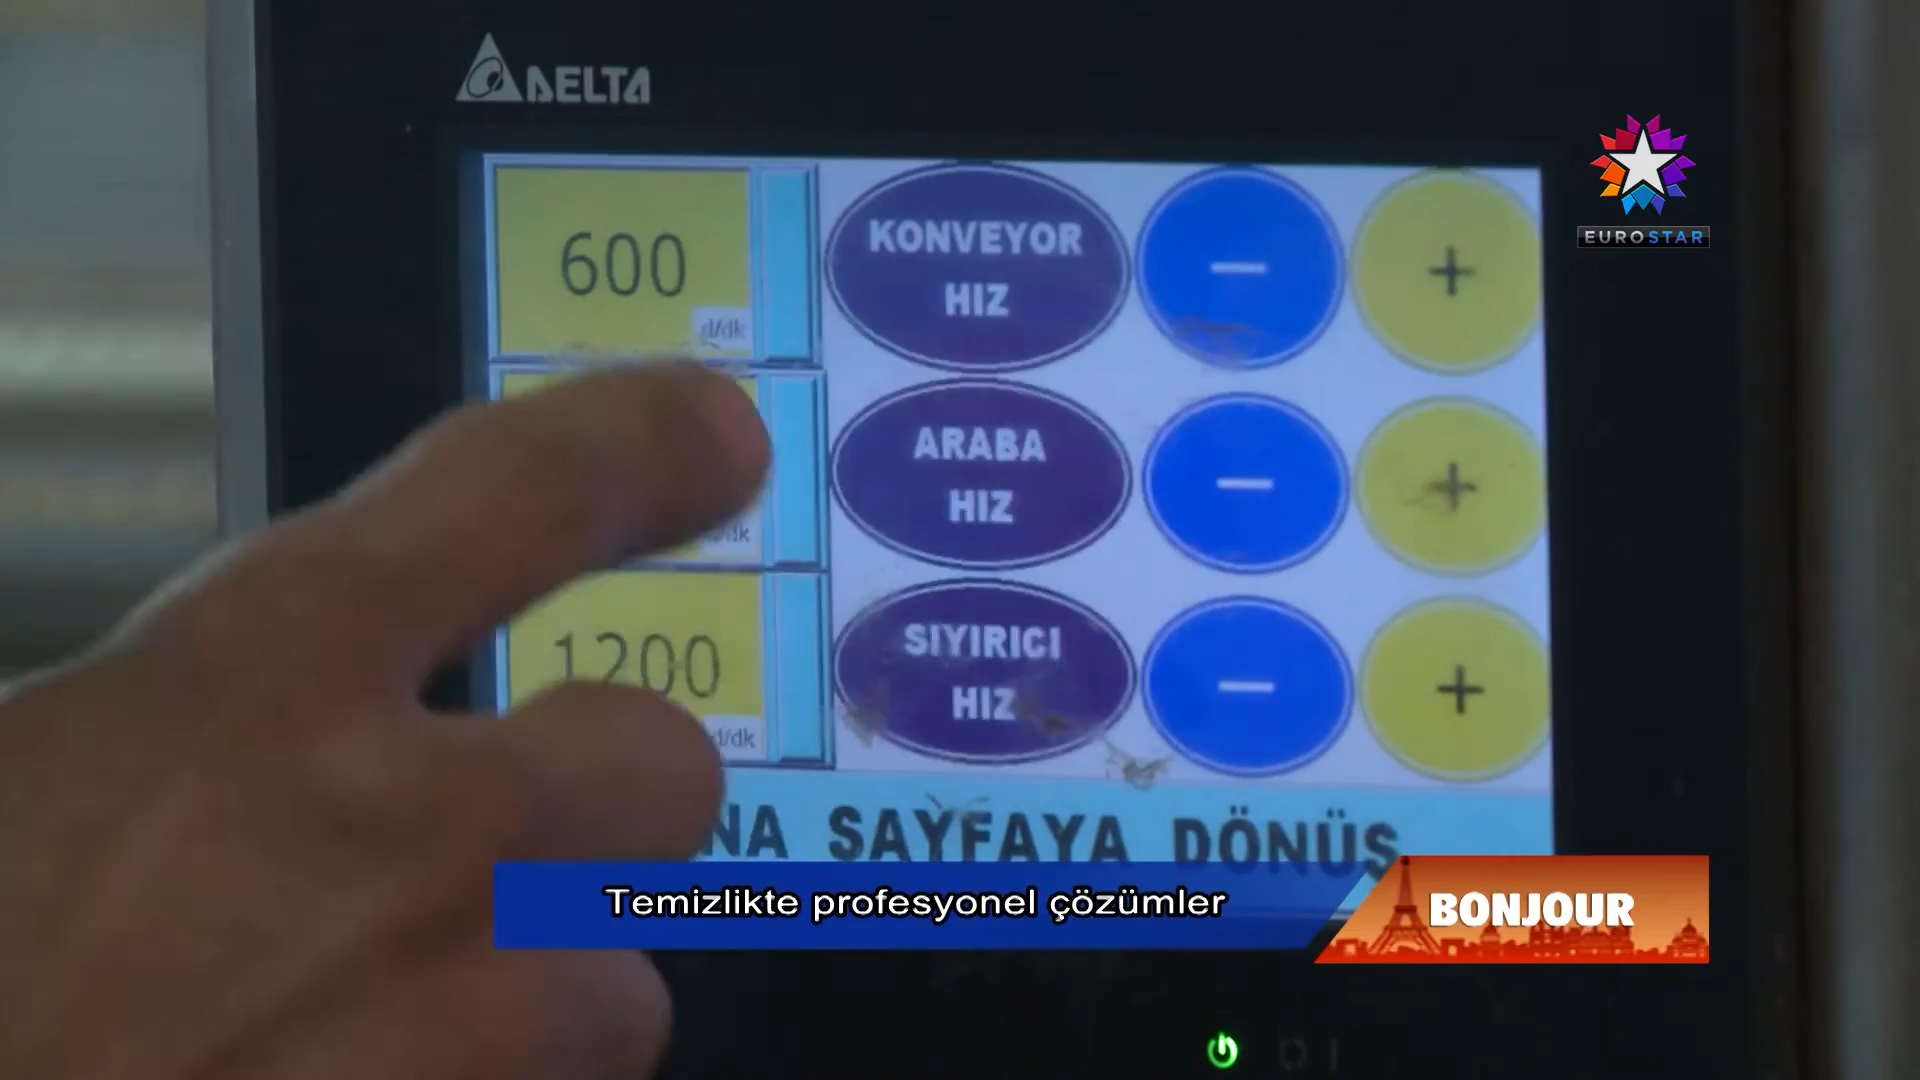 DELTA
EUROSTAR
600
d/dk
KONVEYOR
HIZ
−
+
ARABA
HIZ
−
+
1200
d/dk
SIYIRICI
HIZ
−
+
SAYFAYA DÖNÜŞ
Temizlikte profesyonel çözümler
BONJOUR